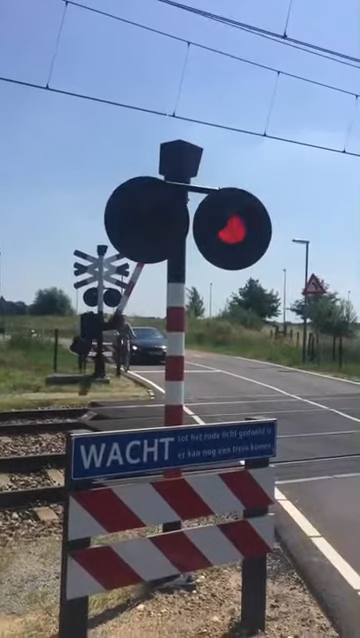 WACHT
tot het rode licht gedoofd is
er kan nog een trein komen